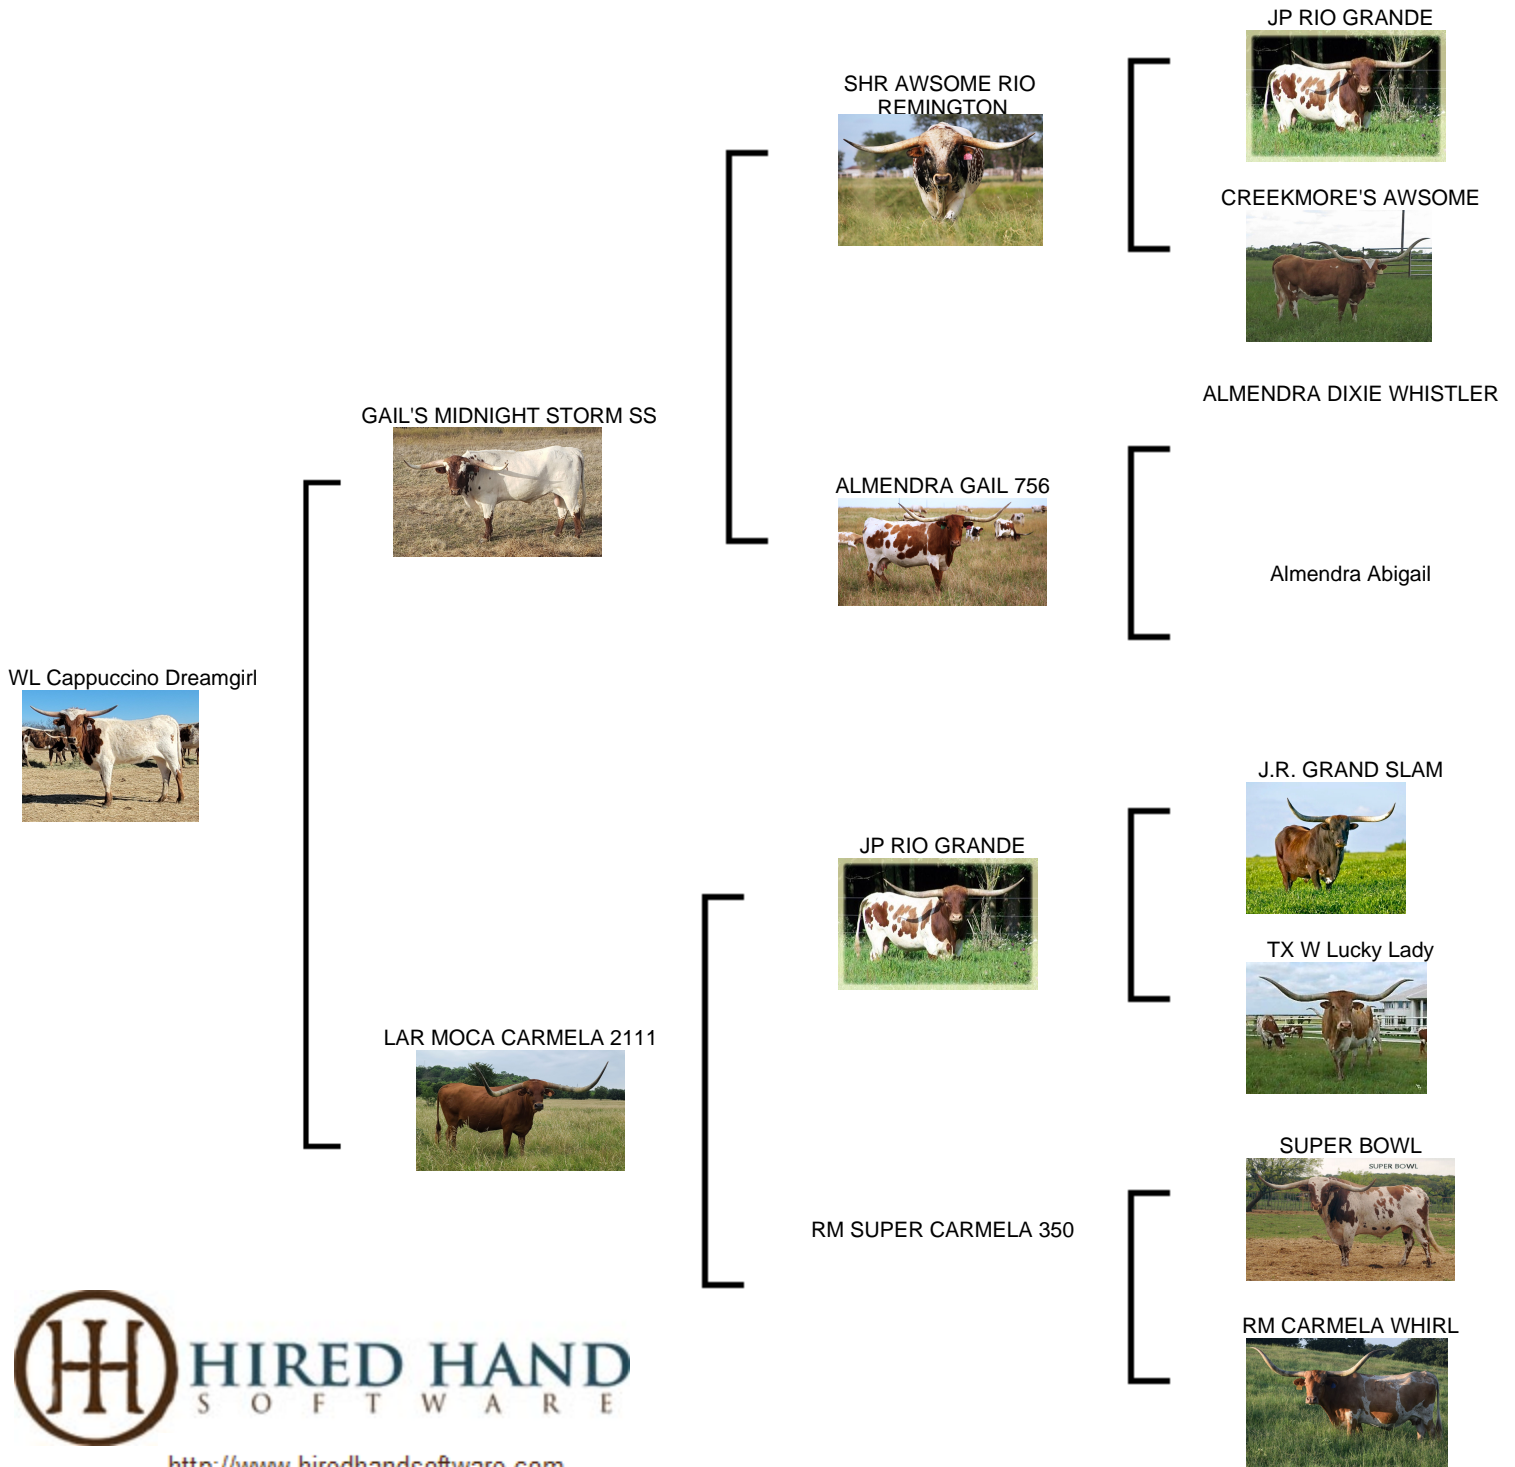 JP RIO GRANDE
SHR AWSOME RIO
REMINGTON
CREEKMORE'S AWSOME
ALMENDRA DIXIE WHISTLER
GAIL'S MIDNIGHT STORM SS
ALMENDRA GAIL 756
Almendra Abigail
WL Cappuccino Dreamgirl
J.R. GRAND SLAM
JP RIO GRANDE
TX W Lucky Lady
LAR MOCA CARMELA 2111
SUPER BOWL
SUPER BOWL
RM SUPER CARMELA 350
RM CARMELA WHIRL
HIRED HAND
SOFTWARE
http://www.hiredhandsoftware.com